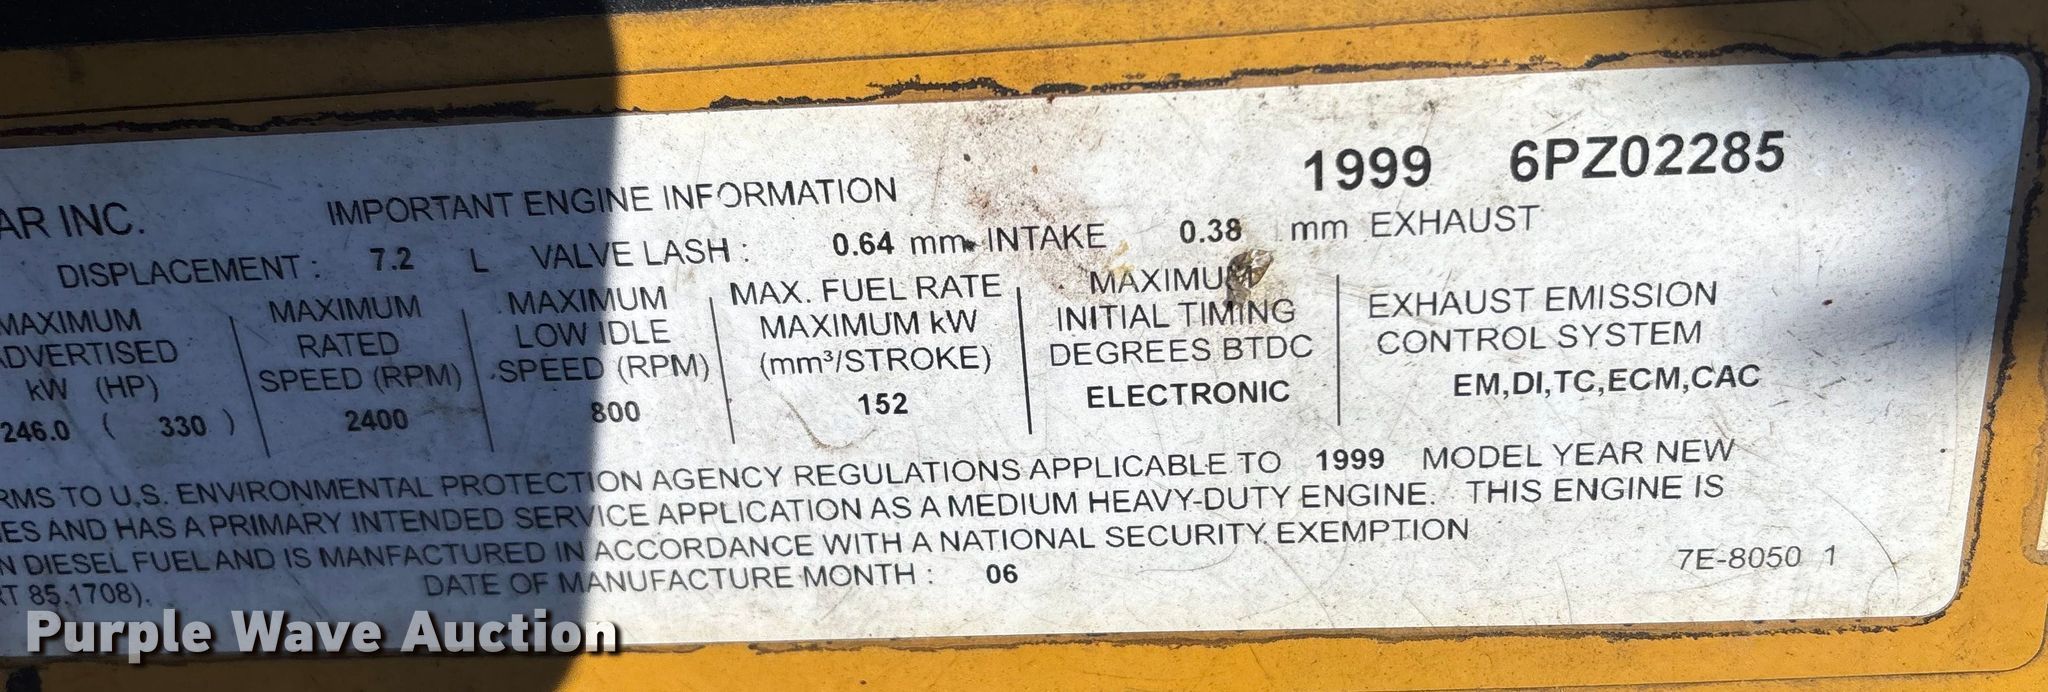 1999 6PZ02285
AR INC. IMPORTANT ENGINE INFORMATION
DISPLACEMENT : 7.2 L VALVE LASH : 0.64 mm INTAKE 0.38 mm EXHAUST
MAXIMUM
ADVERTISED
kW (HP)
246.0 ( 330 )
MAXIMUM
RATED
SPEED (RPM)
2400
MAXIMUM
LOW IDLE
SPEED (RPM)
800
MAX. FUEL RATE
MAXIMUM kW
(mm³/STROKE)
152
MAXIMUM
INITIAL TIMING
DEGREES BTDC
ELECTRONIC
EXHAUST EMISSION
CONTROL SYSTEM
EM,DI,TC,ECM,CAC
RMS TO U.S. ENVIRONMENTAL PROTECTION AGENCY REGULATIONS APPLICABLE TO 1999 MODEL YEAR NEW
ES AND HAS A PRIMARY INTENDED SERVICE APPLICATION AS A MEDIUM HEAVY-DUTY ENGINE. THIS ENGINE IS
N DIESEL FUEL AND IS MANFACTURED IN ACCORDANCE WITH A NATIONAL SECURITY EXEMPTION
RT 85.1708). DATE OF MANUFACTURE MONTH : 06
7E-8050 1
Purple Wave Auction